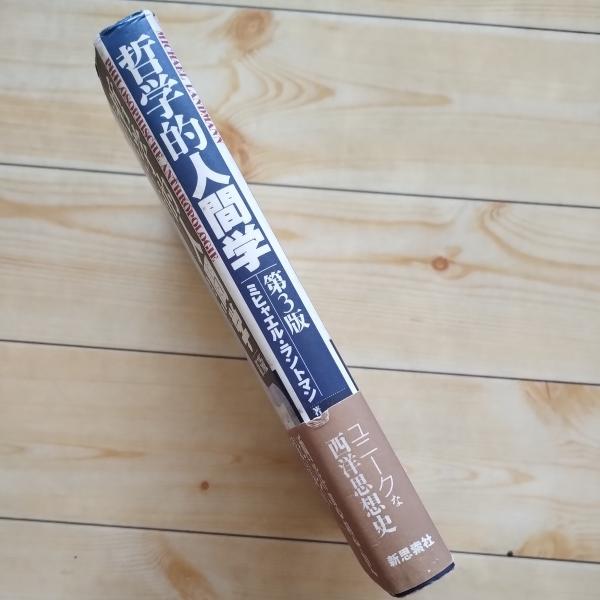 哲学的人間学
第3版
ミヒャエル・ラントマン 著
MICHAEL LANDMANN
PHILOSOPHISCHE ANTHROPOLOGIE
ユニークな
西洋思想史
新思索社